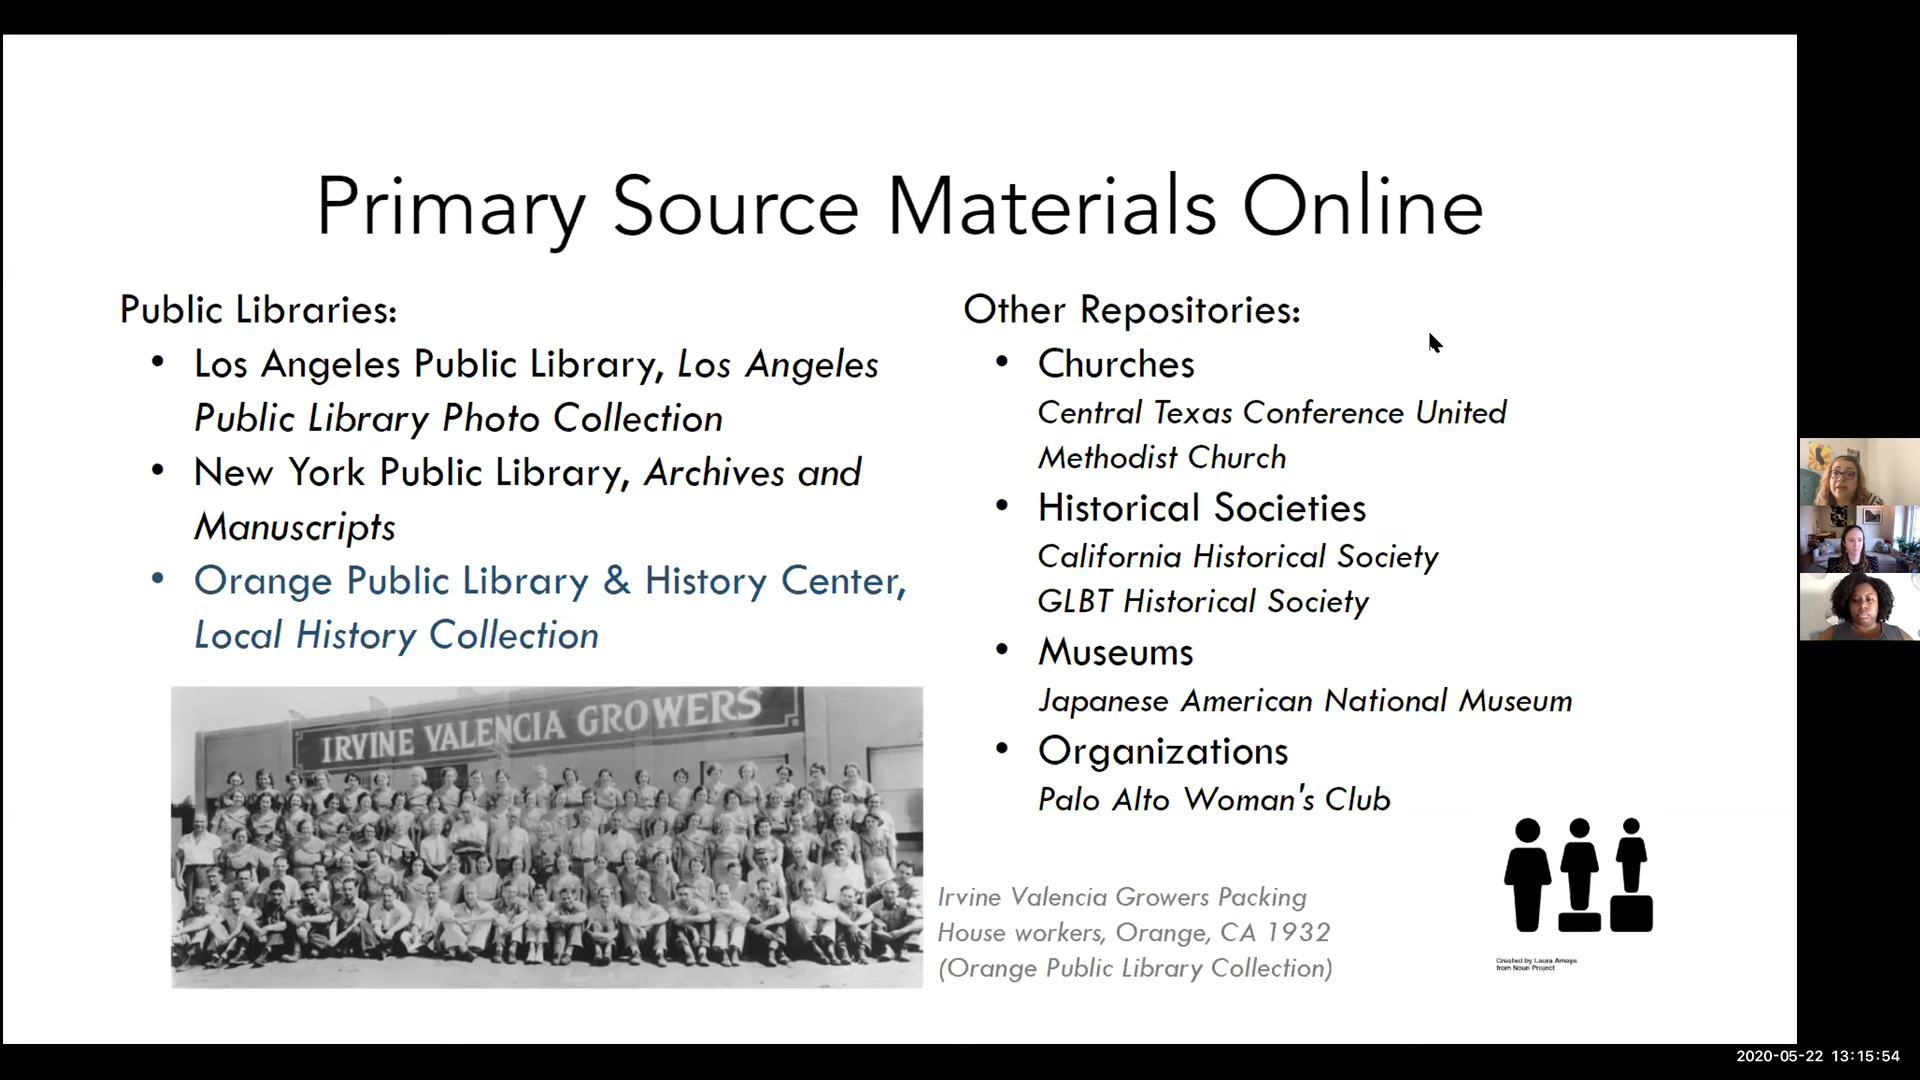 Primary Source Materials Online
Public Libraries:
• Los Angeles Public Library, Los Angeles
Public Library Photo Collection
• New York Public Library, Archives and
Manuscripts
• Orange Public Library & History Center,
Local History Collection
IRVINE VALENCIA GROWERS
Other Repositories:
• Churches
Central Texas Conference United
Methodist Church
• Historical Societies
California Historical Society
GLBT Historical Society
• Museums
Japanese American National Museum
• Organizations
Palo Alto Woman's Club
Irvine Valencia Growers Packing
House workers, Orange, CA 1932
(Orange Public Library Collection)
Created by Laura Amaya
from Noun Project
2020-05-22 13:15:54